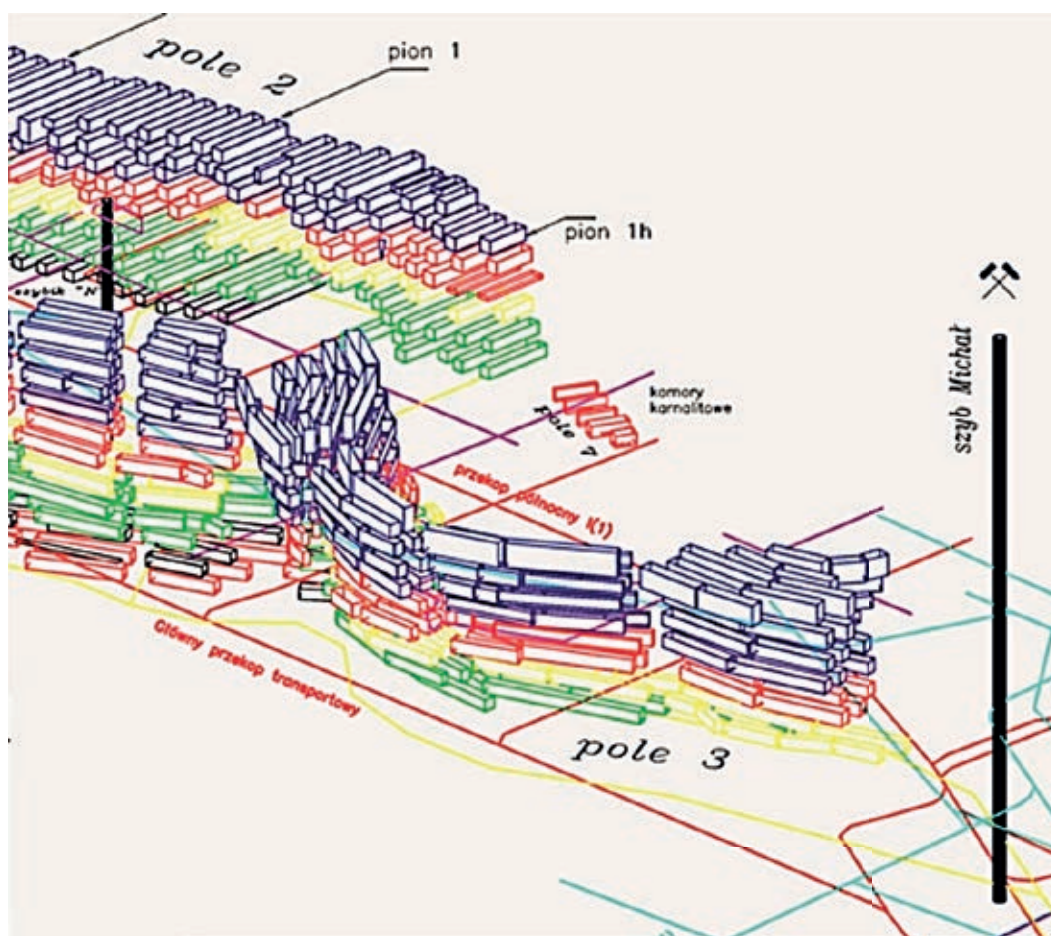 pole 2
pion 1
pion 1h
szybik "N"
szyb Michał
komory
karnalitowe
pole 7
przekop północny I(1)
Główny przekop transportowy
pole 3